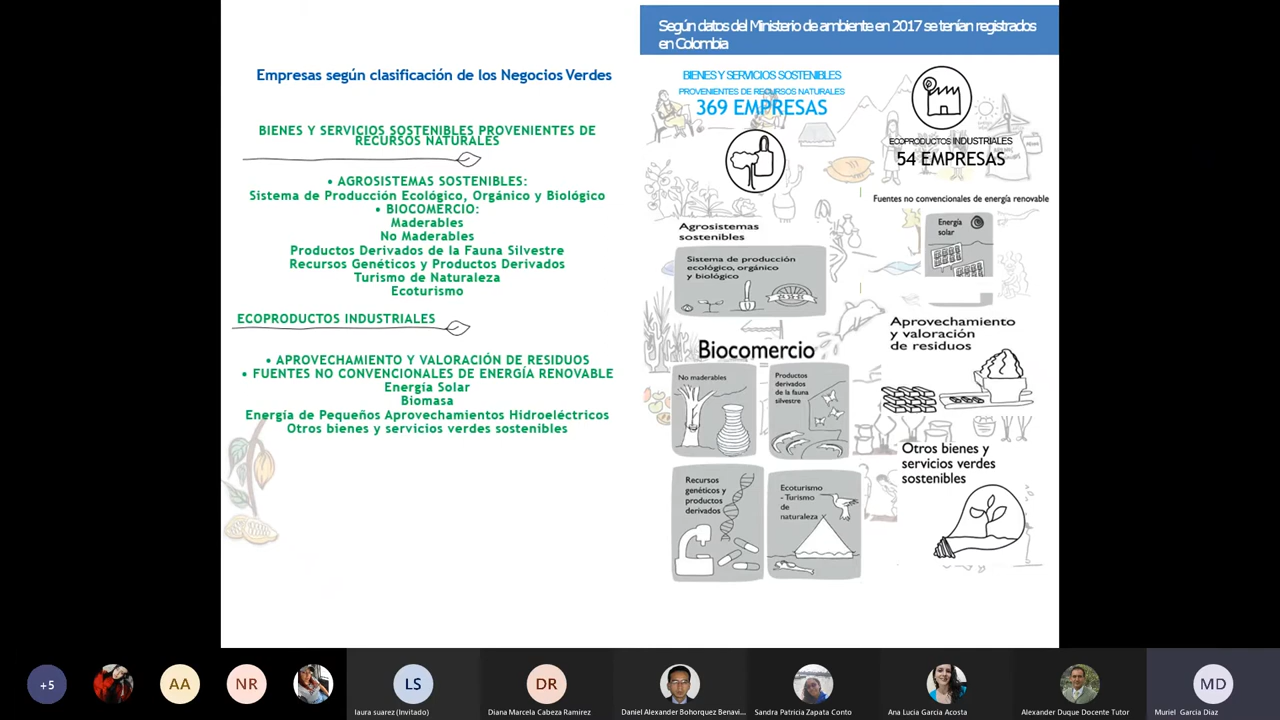 Empresas según clasificación de los Negocios Verdes
BIENES Y SERVICIOS SOSTENIBLES PROVENIENTES DE
RECURSOS NATURALES
• AGROSISTEMAS SOSTENIBLES:
Sistema de Producción Ecológico, Orgánico y Biológico
• BIOCOMERCIO:
Maderables
No Maderables
Productos Derivados de la Fauna Silvestre
Recursos Genéticos y Productos Derivados
Turismo de Naturaleza
Ecoturismo
ECOPRODUCTOS INDUSTRIALES
• APROVECHAMIENTO Y VALORACIÓN DE RESIDUOS
• FUENTES NO CONVENCIONALES DE ENERGÍA RENOVABLE
Energía Solar
Biomasa
Energía de Pequeños Aprovechamientos Hidroeléctricos
Otros bienes y servicios verdes sostenibles
Según datos del Ministerio de ambiente en 2017 se tenían registrados
en Colombia
BIENES Y SERVICIOS SOSTENIBLES
PROVENIENTES DE RECURSOS NATURALES
369 EMPRESAS
Agrosistemas
sostenibles
Sistema de producción
ecológico, orgánico
y biológico
Biocomercio
No maderables
Productos
derivados
de la fauna
silvestre
Recursos
genéticos y
productos
derivados
Ecoturismo
- Turismo
de
naturaleza
ECOPRODUCTOS INDUSTRIALES
54 EMPRESAS
Fuentes no convencionales de energía renovable
Energía
solar
Aprovechamiento
y valoración
de residuos
Otros bienes y
servicios verdes
sostenibles
+5
AA
NR
LS
laura suarez (Invitado)
DR
Diana Marcela Cabeza Ramirez
Daniel Alexander Bohorquez Benavi...
Sandra Patricia Zapata Conto
Ana Lucia Garcia Acosta
Alexander Duque Docente Tutor
MD
Muriel Garcia Diaz